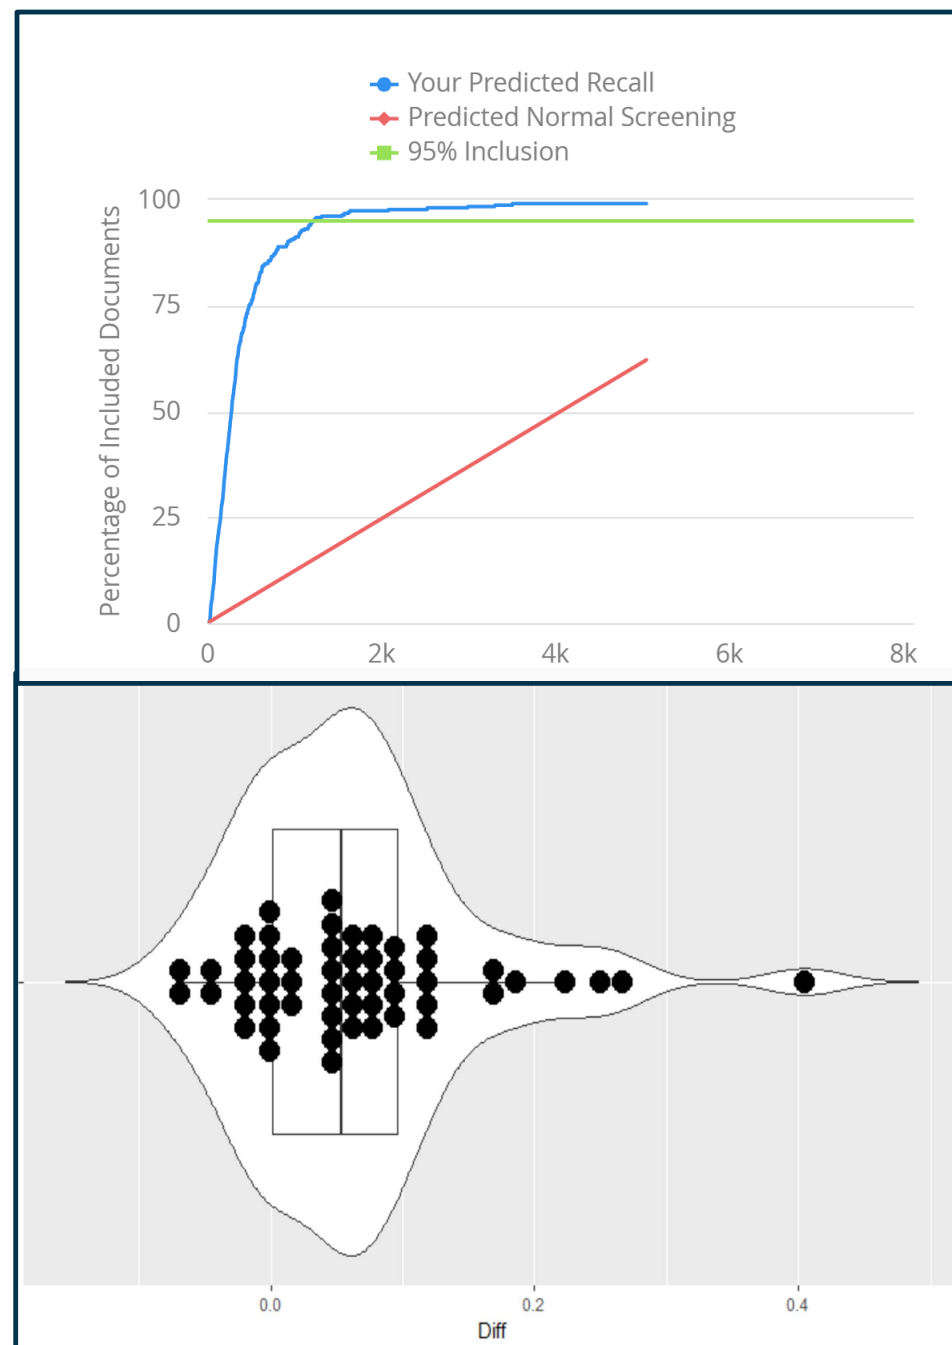 Your Predicted Recall
Predicted Normal Screening
95% Inclusion
Percentage of Included Documents
100
75
50
25
0
0 2k 4k 6k 8k
0.0 0.2 0.4
Diff